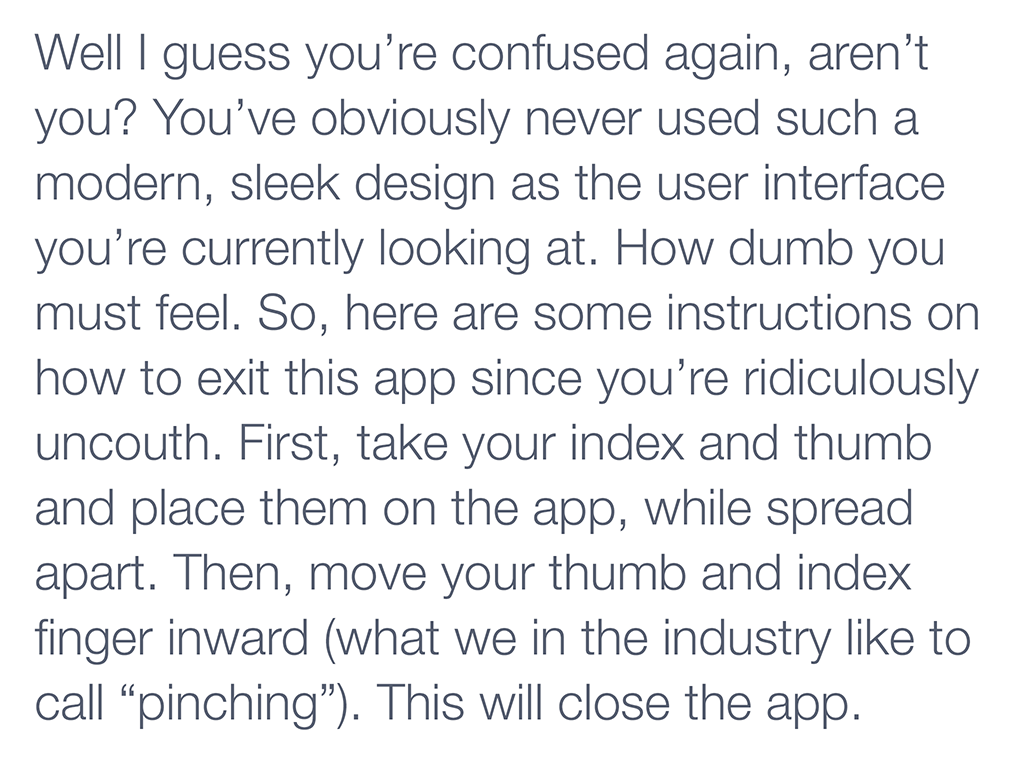 Well I guess you’re confused again, aren’t
you? You’ve obviously never used such a
modern, sleek design as the user interface
you’re currently looking at. How dumb you
must feel. So, here are some instructions on
how to exit this app since you’re ridiculously
uncouth. First, take your index and thumb
and place them on the app, while spread
apart. Then, move your thumb and index
finger inward (what we in the industry like to
call “pinching”). This will close the app.